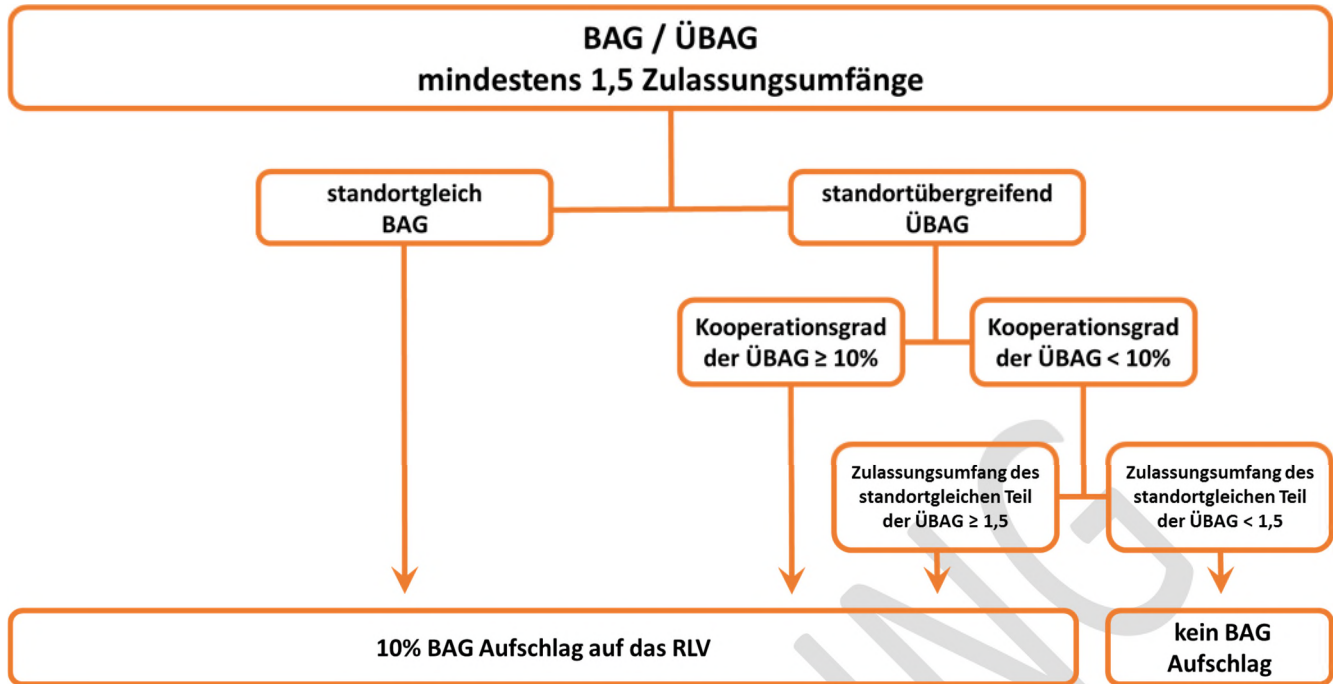 BAG / ÜBAG
mindestens 1,5 Zulassungsumfänge
standortgleich
BAG
standortübergreifend
ÜBAG
Kooperationsgrad
der ÜBAG ≥ 10%
Kooperationsgrad
der ÜBAG < 10%
Zulassungsumfang des
standortgleichen Teil
der ÜBAG ≥ 1,5
Zulassungsumfang des
standortgleichen Teil
der ÜBAG < 1,5
10% BAG Aufschlag auf das RLV
kein BAG
Aufschlag